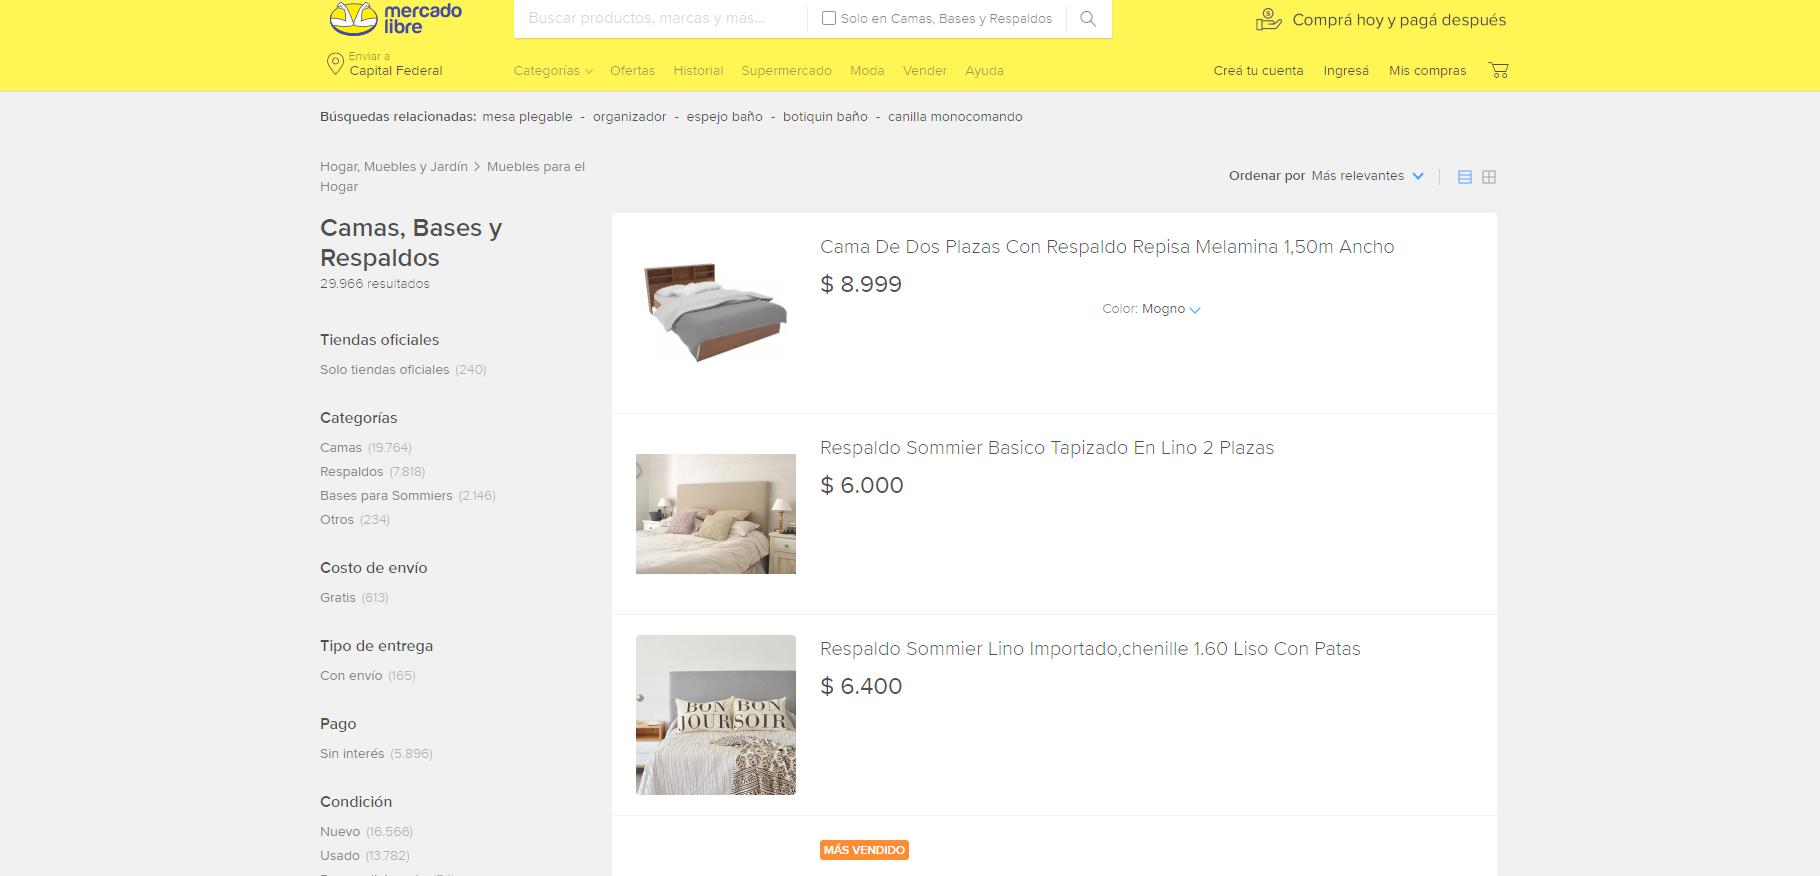 mercado
libre
Buscar productos, marcas y más...
Solo en Camas, Bases y Respaldos
Comprá hoy y pagá después
Enviar a
Capital Federal
Categorías
Ofertas
Historial
Supermercado
Moda
Vender
Ayuda
Creá tu cuenta
Ingresá
Mis compras
Búsquedas relacionadas: mesa plegable - organizador - espejo baño - botiquin baño - canilla monocomando
Hogar, Muebles y Jardín > Muebles para el
Hogar
Ordenar por Más relevantes
Camas, Bases y
Respaldos
29.966 resultados
Tiendas oficiales
Solo tiendas oficiales (240)
Categorías
Camas (19.764)
Respaldos (7.818)
Bases para Sommiers (2.146)
Otros (234)
Costo de envío
Gratis (613)
Tipo de entrega
Con envío (165)
Pago
Sin interés (5.896)
Condición
Nuevo (16.566)
Usado (13.782)
Cama De Dos Plazas Con Respaldo Repisa Melamina 1,50m Ancho
$ 8.999
Color: Mogno
Respaldo Sommier Basico Tapizado En Lino 2 Plazas
$ 6.000
Respaldo Sommier Lino Importado,chenille 1.60 Liso Con Patas
$ 6.400
BON BON
JOUR SOIR
MÁS VENDIDO